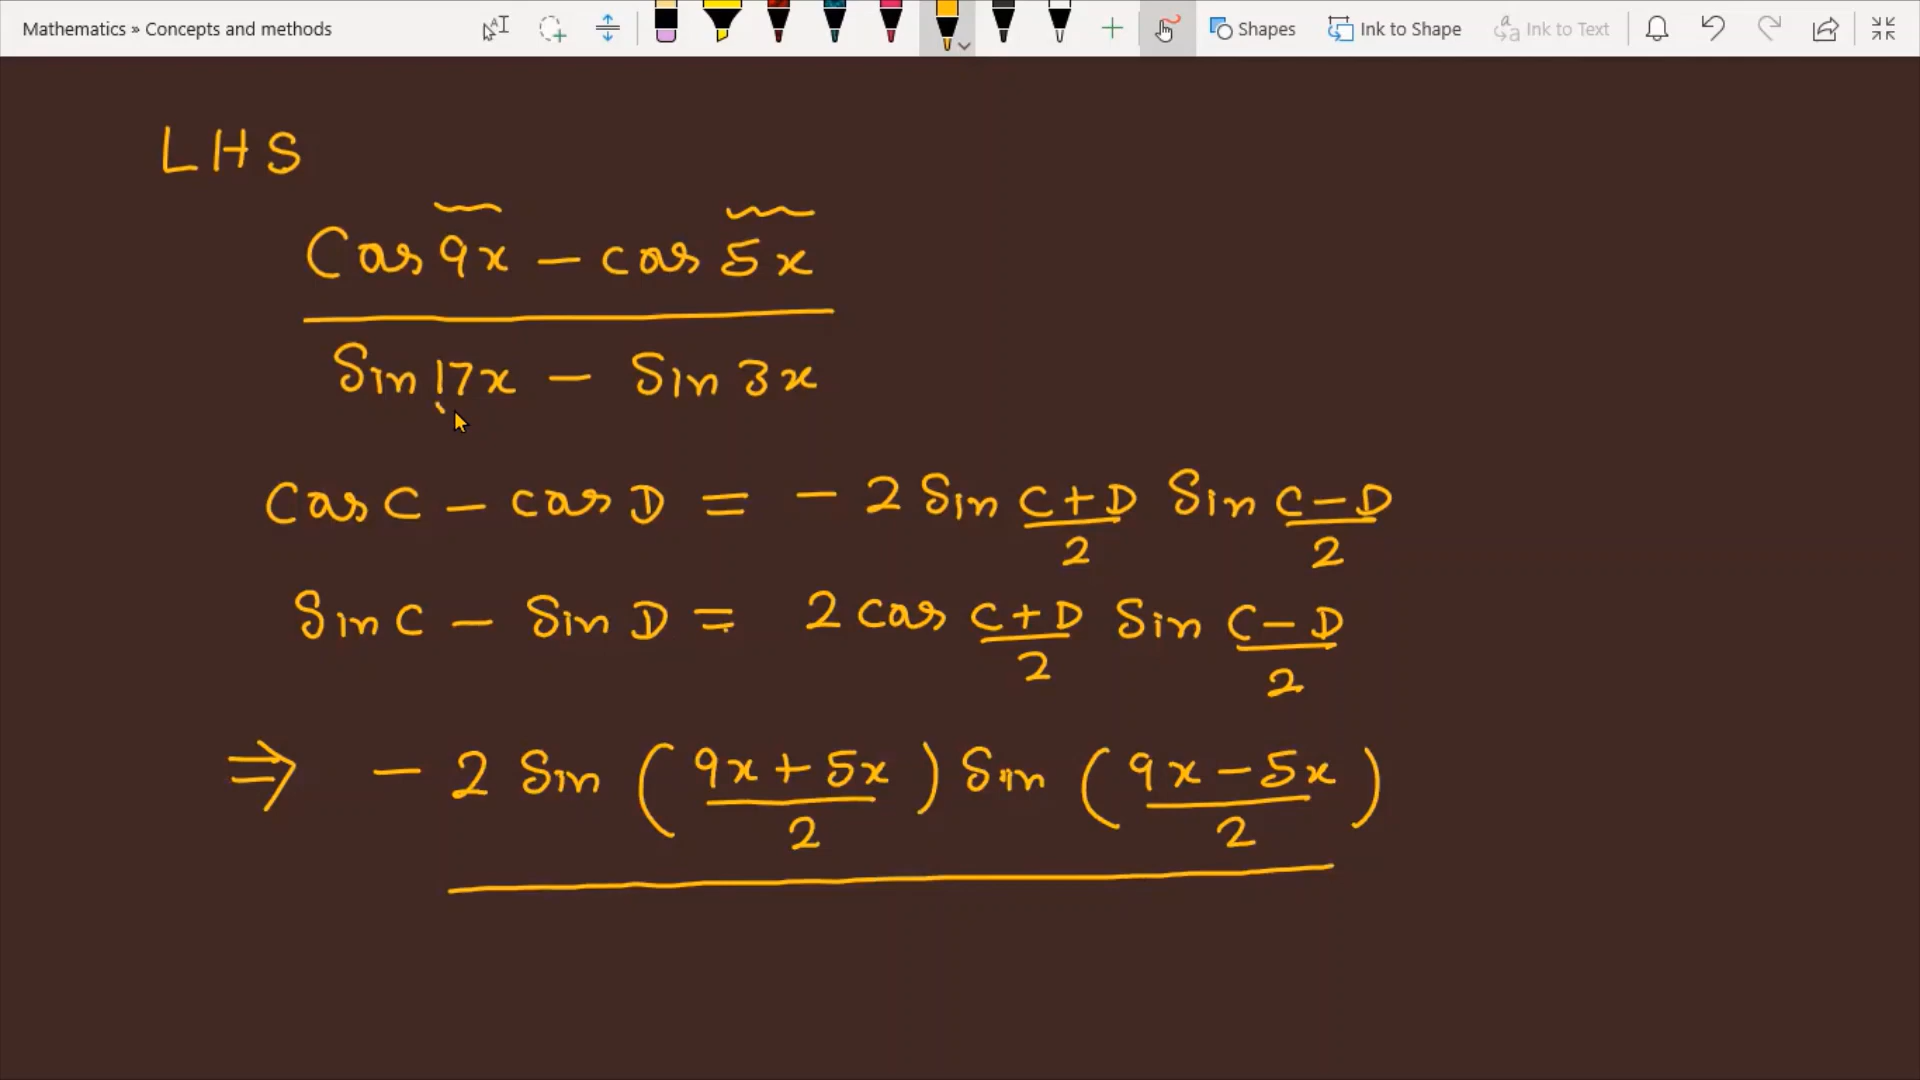 Mathematics » Concepts and methods
Shapes
Ink to Shape
Ink to Text
LHS
Cos 9x − cos 5x
Sin 17x − Sin 3x
Cos C − cos D = − 2 Sin C+D/2 Sin C−D/2
Sin C − Sin D = 2 cos C+D/2 Sin C−D/2
⇒ − 2 Sin (9x+5x/2) Sin (9x−5x/2)